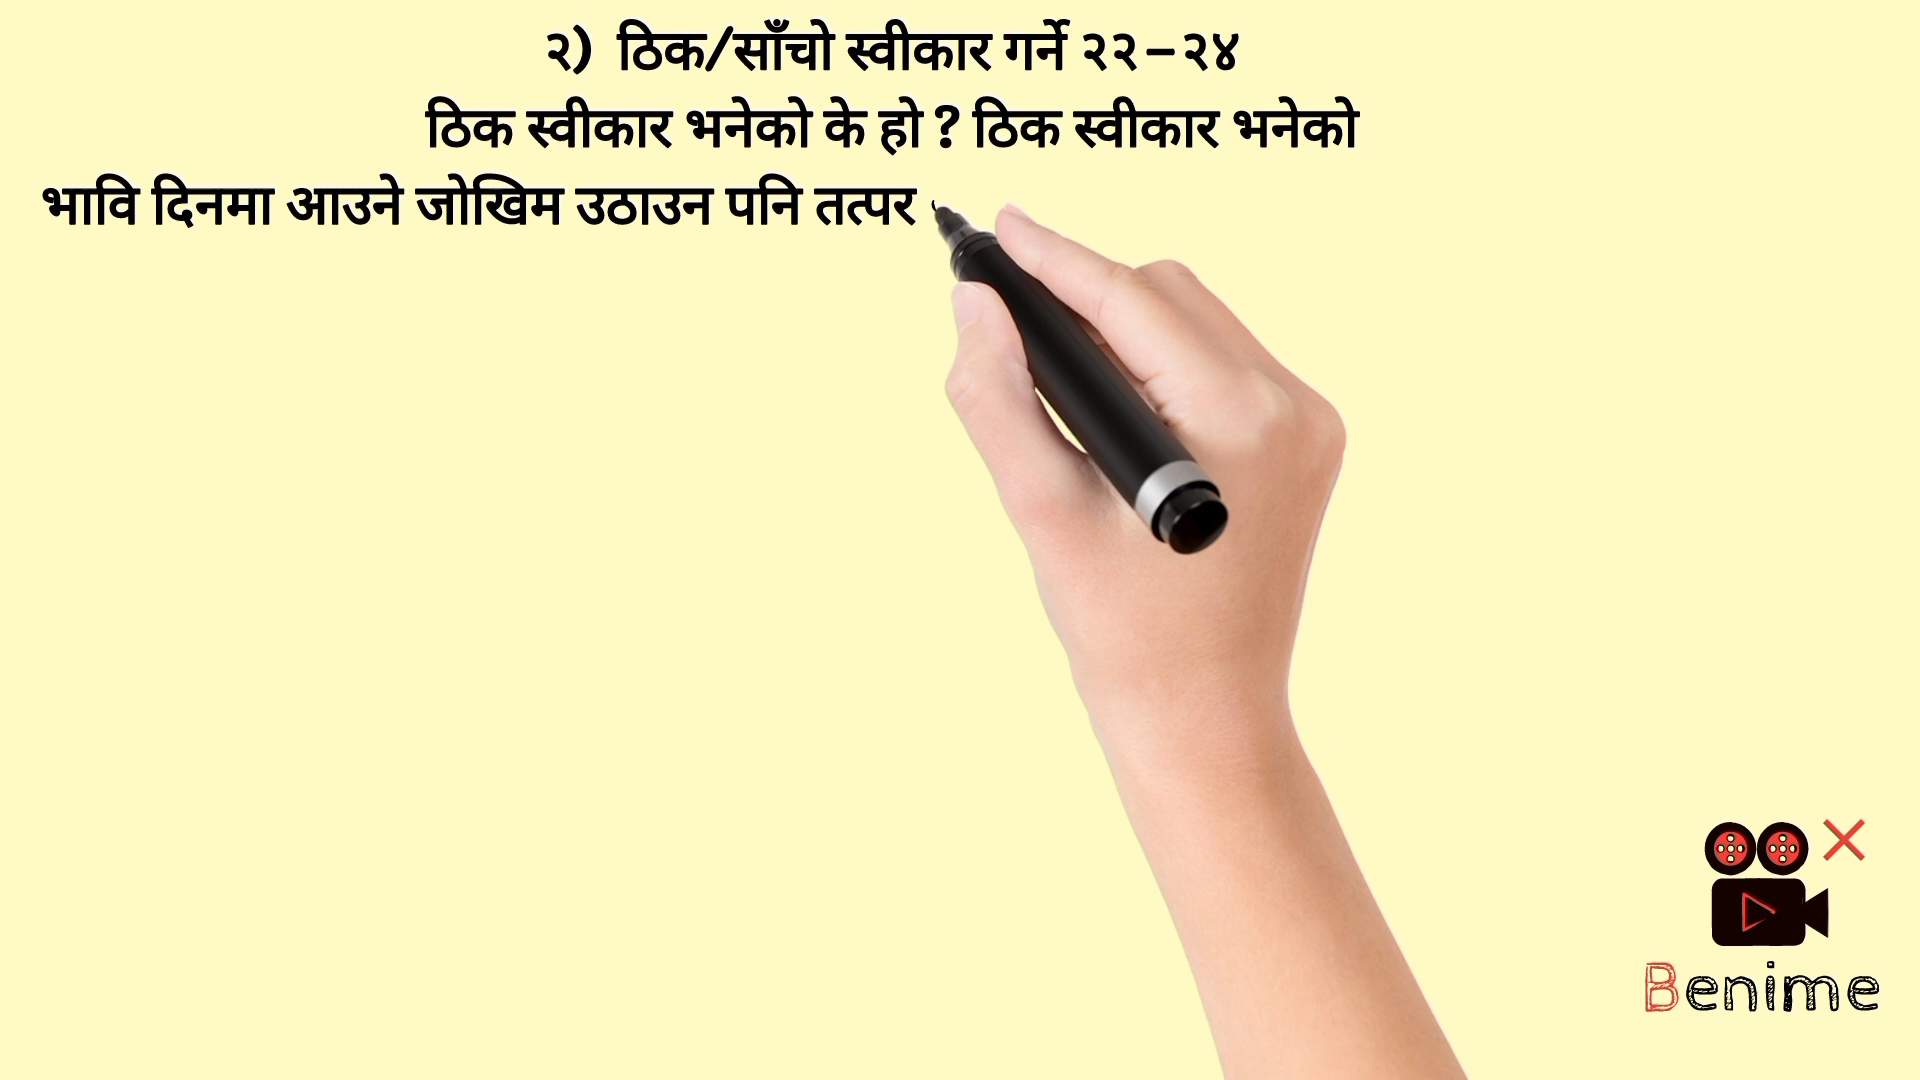 २) ठिक/साँचो स्वीकार गर्ने २२–२४
ठिक स्वीकार भनेको के हो ? ठिक स्वीकार भनेको
भावि दिनमा आउने जोखिम उठाउन पनि तत्पर
Benime